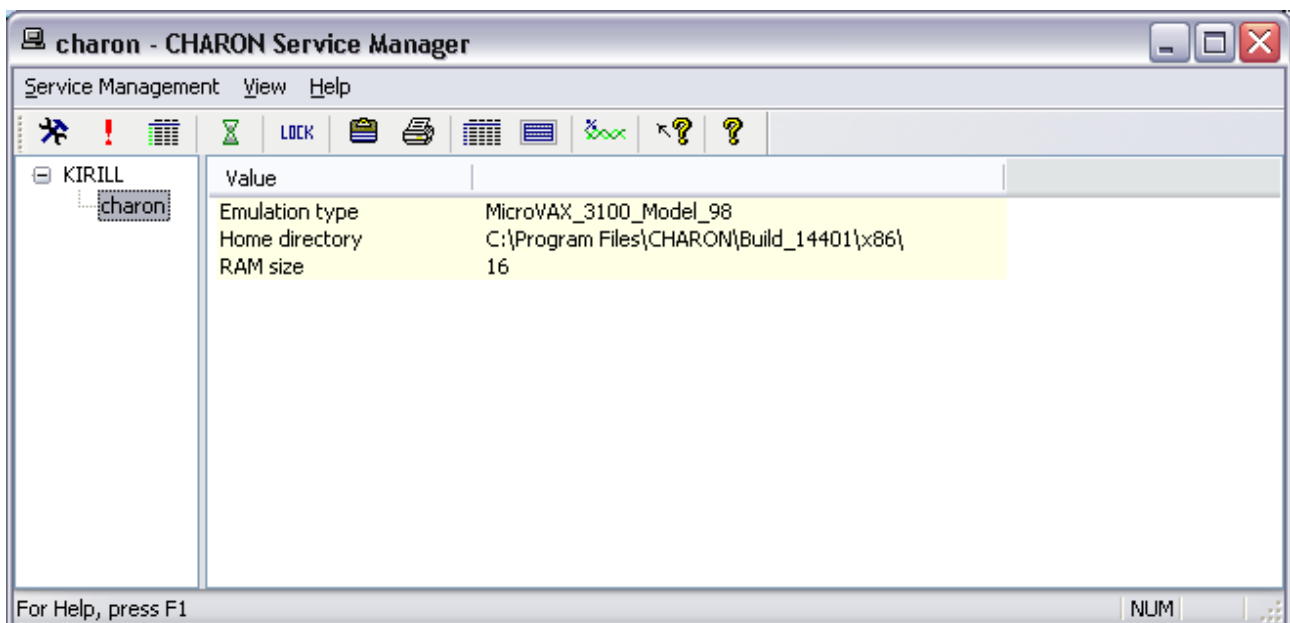 charon - CHARON Service Manager
Service Management View Help
LOCK
KIRILL
charon
Value
Emulation type MicroVAX_3100_Model_98
Home directory C:\Program Files\CHARON\Build_14401\x86\
RAM size 16
For Help, press F1 NUM